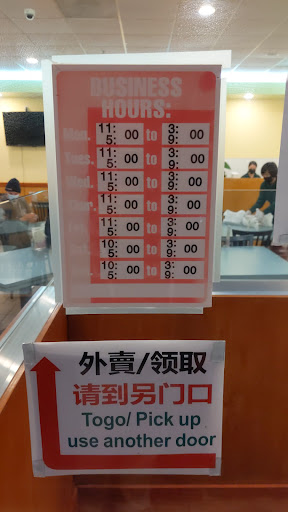 BUSINESS
HOURS:
Mon. 11: 00 to 3: 00
5: 9:
Tues. 11: 00 to 3: 00
5: 9:
Wed. 11: 00 to 3: 00
5: 9:
Thur. 11: 00 to 3: 00
5: 9:
11: 00 to 3: 00
5: 9:
10: 00 to 3: 00
5: 9:
10: 00 to 3: 00
5: 9:
外賣/领取
请到另门口
Togo/ Pick up
use another door